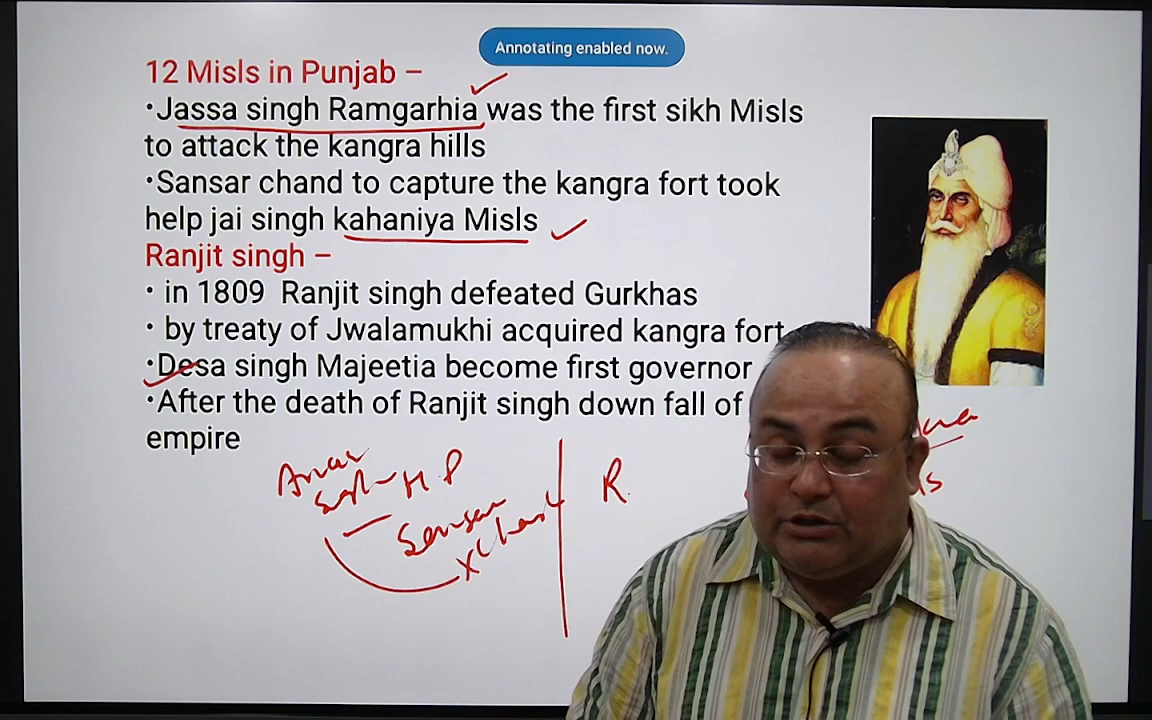 Annotating enabled now.
12 Misls in Punjab –
•Jassa singh Ramgarhia was the first sikh Misls
to attack the kangra hills
•Sansar chand to capture the kangra fort took
help jai singh kahaniya Misls
Ranjit singh –
• in 1809 Ranjit singh defeated Gurkhas
• by treaty of Jwalamukhi acquired kangra fort
•Desa singh Majeetia become first governor
•After the death of Ranjit singh down fall of
empire
H P
Sansar
Chand
R